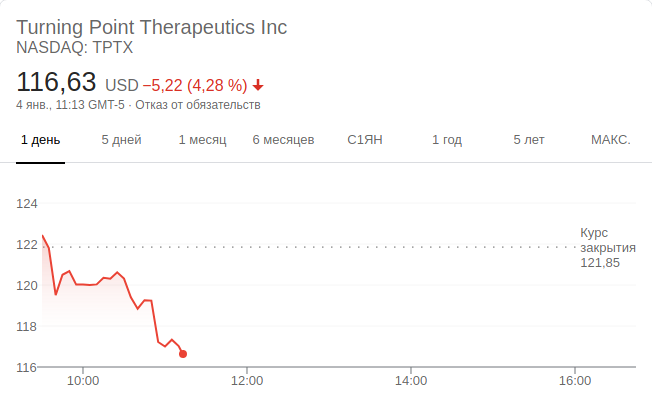 Turning Point Therapeutics Inc
NASDAQ: TPTX
116,63 USD −5,22 (4,28 %)
4 янв., 11:13 GMT-5 · Отказ от обязательств
1 день 5 дней 1 месяц 6 месяцев С1ЯН 1 год 5 лет МАКС.
124
122
120
118
116
Курс
закрытия
121,85
10:00 12:00 14:00 16:00